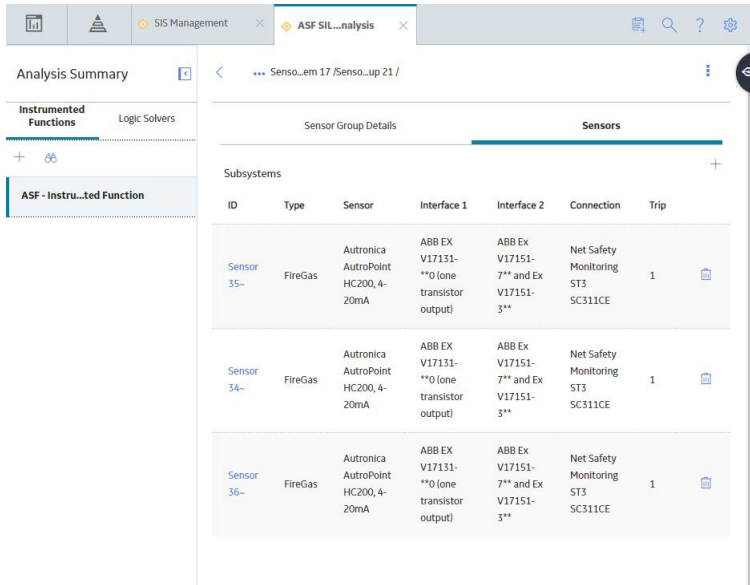 SIS Management
ASF SIL...nalysis
Analysis Summary
... Senso...em 17 /Senso...up 21 /
Instrumented
Functions
Logic Solvers
Sensor Group Details
Sensors
ASF - Instru...ted Function
Subsystems
ID Type Sensor Interface 1 Interface 2 Connection Trip
Sensor
35~
FireGas
Autronica
AutroPoint
HC200, 4-
20mA
ABB EX
V17131-
**0 (one
transistor
output)
ABB Ex
V17151-
7** and Ex
V17151-
3**
Net Safety
Monitoring
ST3
SC311CE
1
Sensor
34~
FireGas
Autronica
AutroPoint
HC200, 4-
20mA
ABB EX
V17131-
**0 (one
transistor
output)
ABB Ex
V17151-
7** and Ex
V17151-
3**
Net Safety
Monitoring
ST3
SC311CE
1
Sensor
36~
FireGas
Autronica
AutroPoint
HC200, 4-
20mA
ABB EX
V17131-
**0 (one
transistor
output)
ABB Ex
V17151-
7** and Ex
V17151-
3**
Net Safety
Monitoring
ST3
SC311CE
1